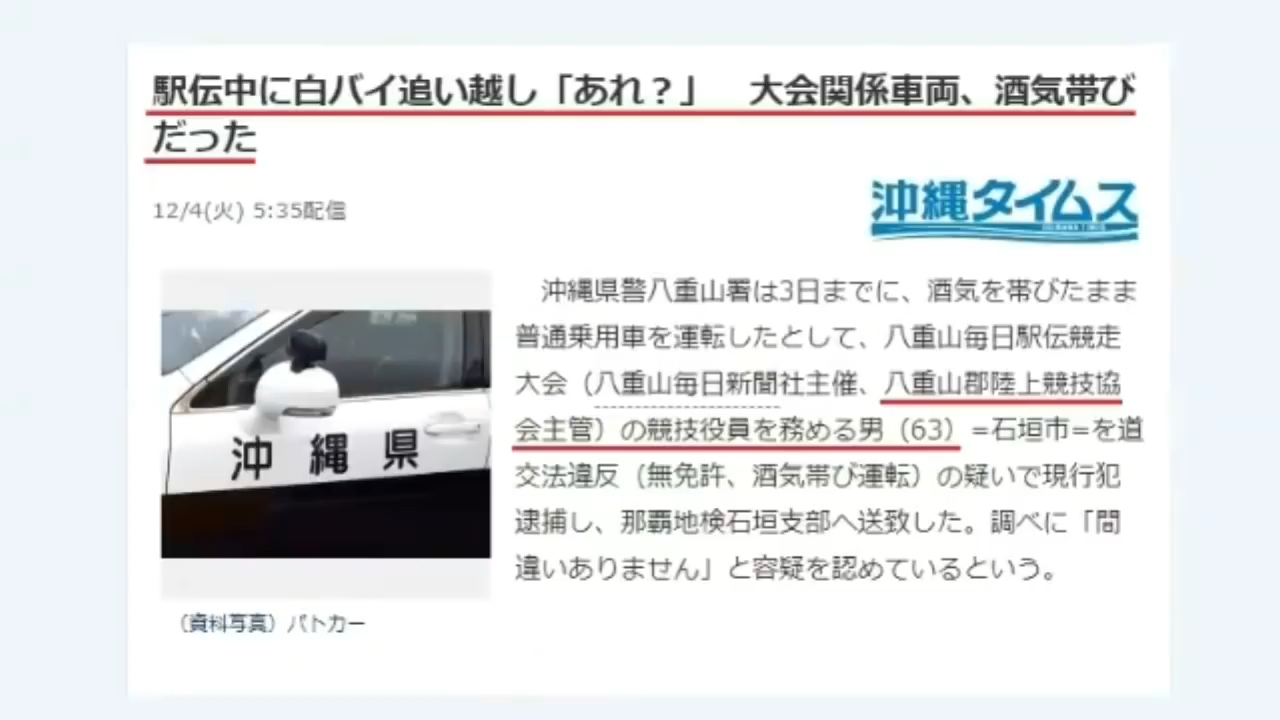 駅伝中に白バイ追い越し「あれ？」　大会関係車両、酒気帯び
だった
12/4(火) 5:35配信
沖縄タイムス
沖縄県警八重山署は3日までに、酒気を帯びたまま
普通乗用車を運転したとして、八重山毎日駅伝競走
大会（八重山毎日新聞社主催、八重山郡陸上競技協
会主管）の競技役員を務める男（63）=石垣市=を道
交法違反（無免許、酒気帯び運転）の疑いで現行犯
逮捕し、那覇地検石垣支部へ送致した。調べに「間
違いありません」と容疑を認めているという。
沖縄県
（資料写真）パトカー